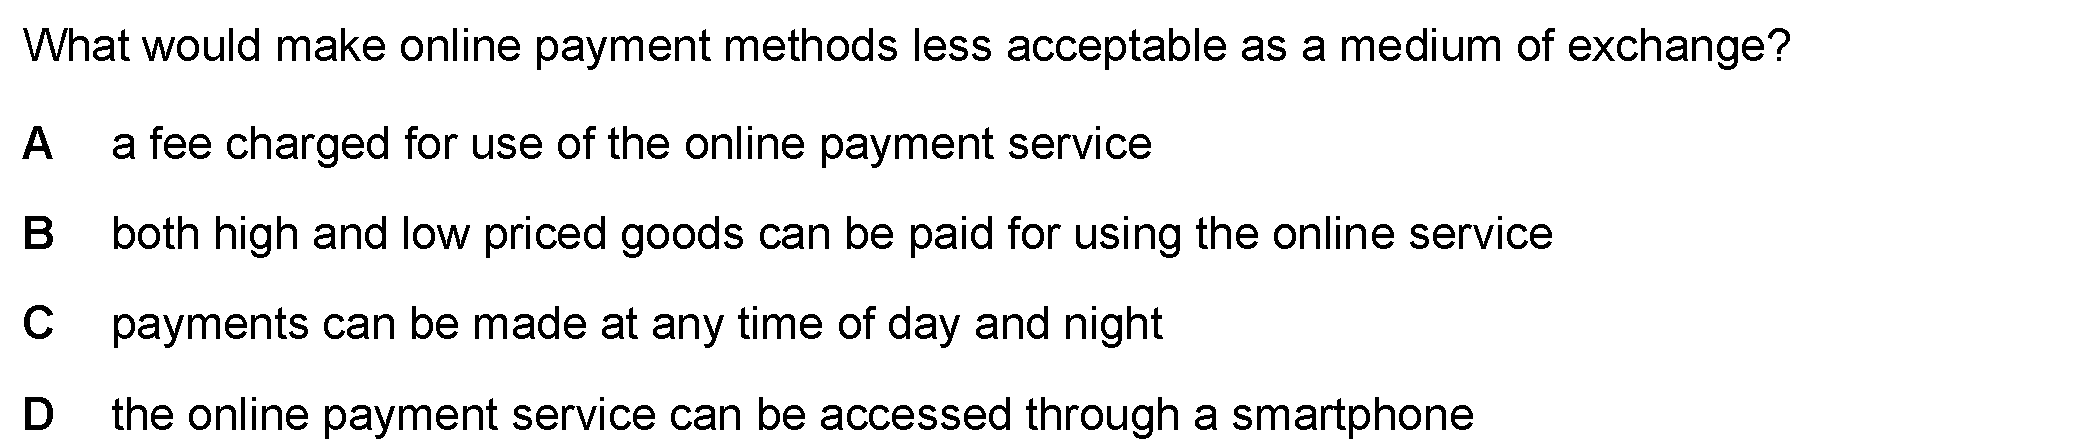 What would make online payment methods less acceptable as a medium of exchange?
A a fee charged for use of the online payment service
B both high and low priced goods can be paid for using the online service
C payments can be made at any time of day and night
D the online payment service can be accessed through a smartphone